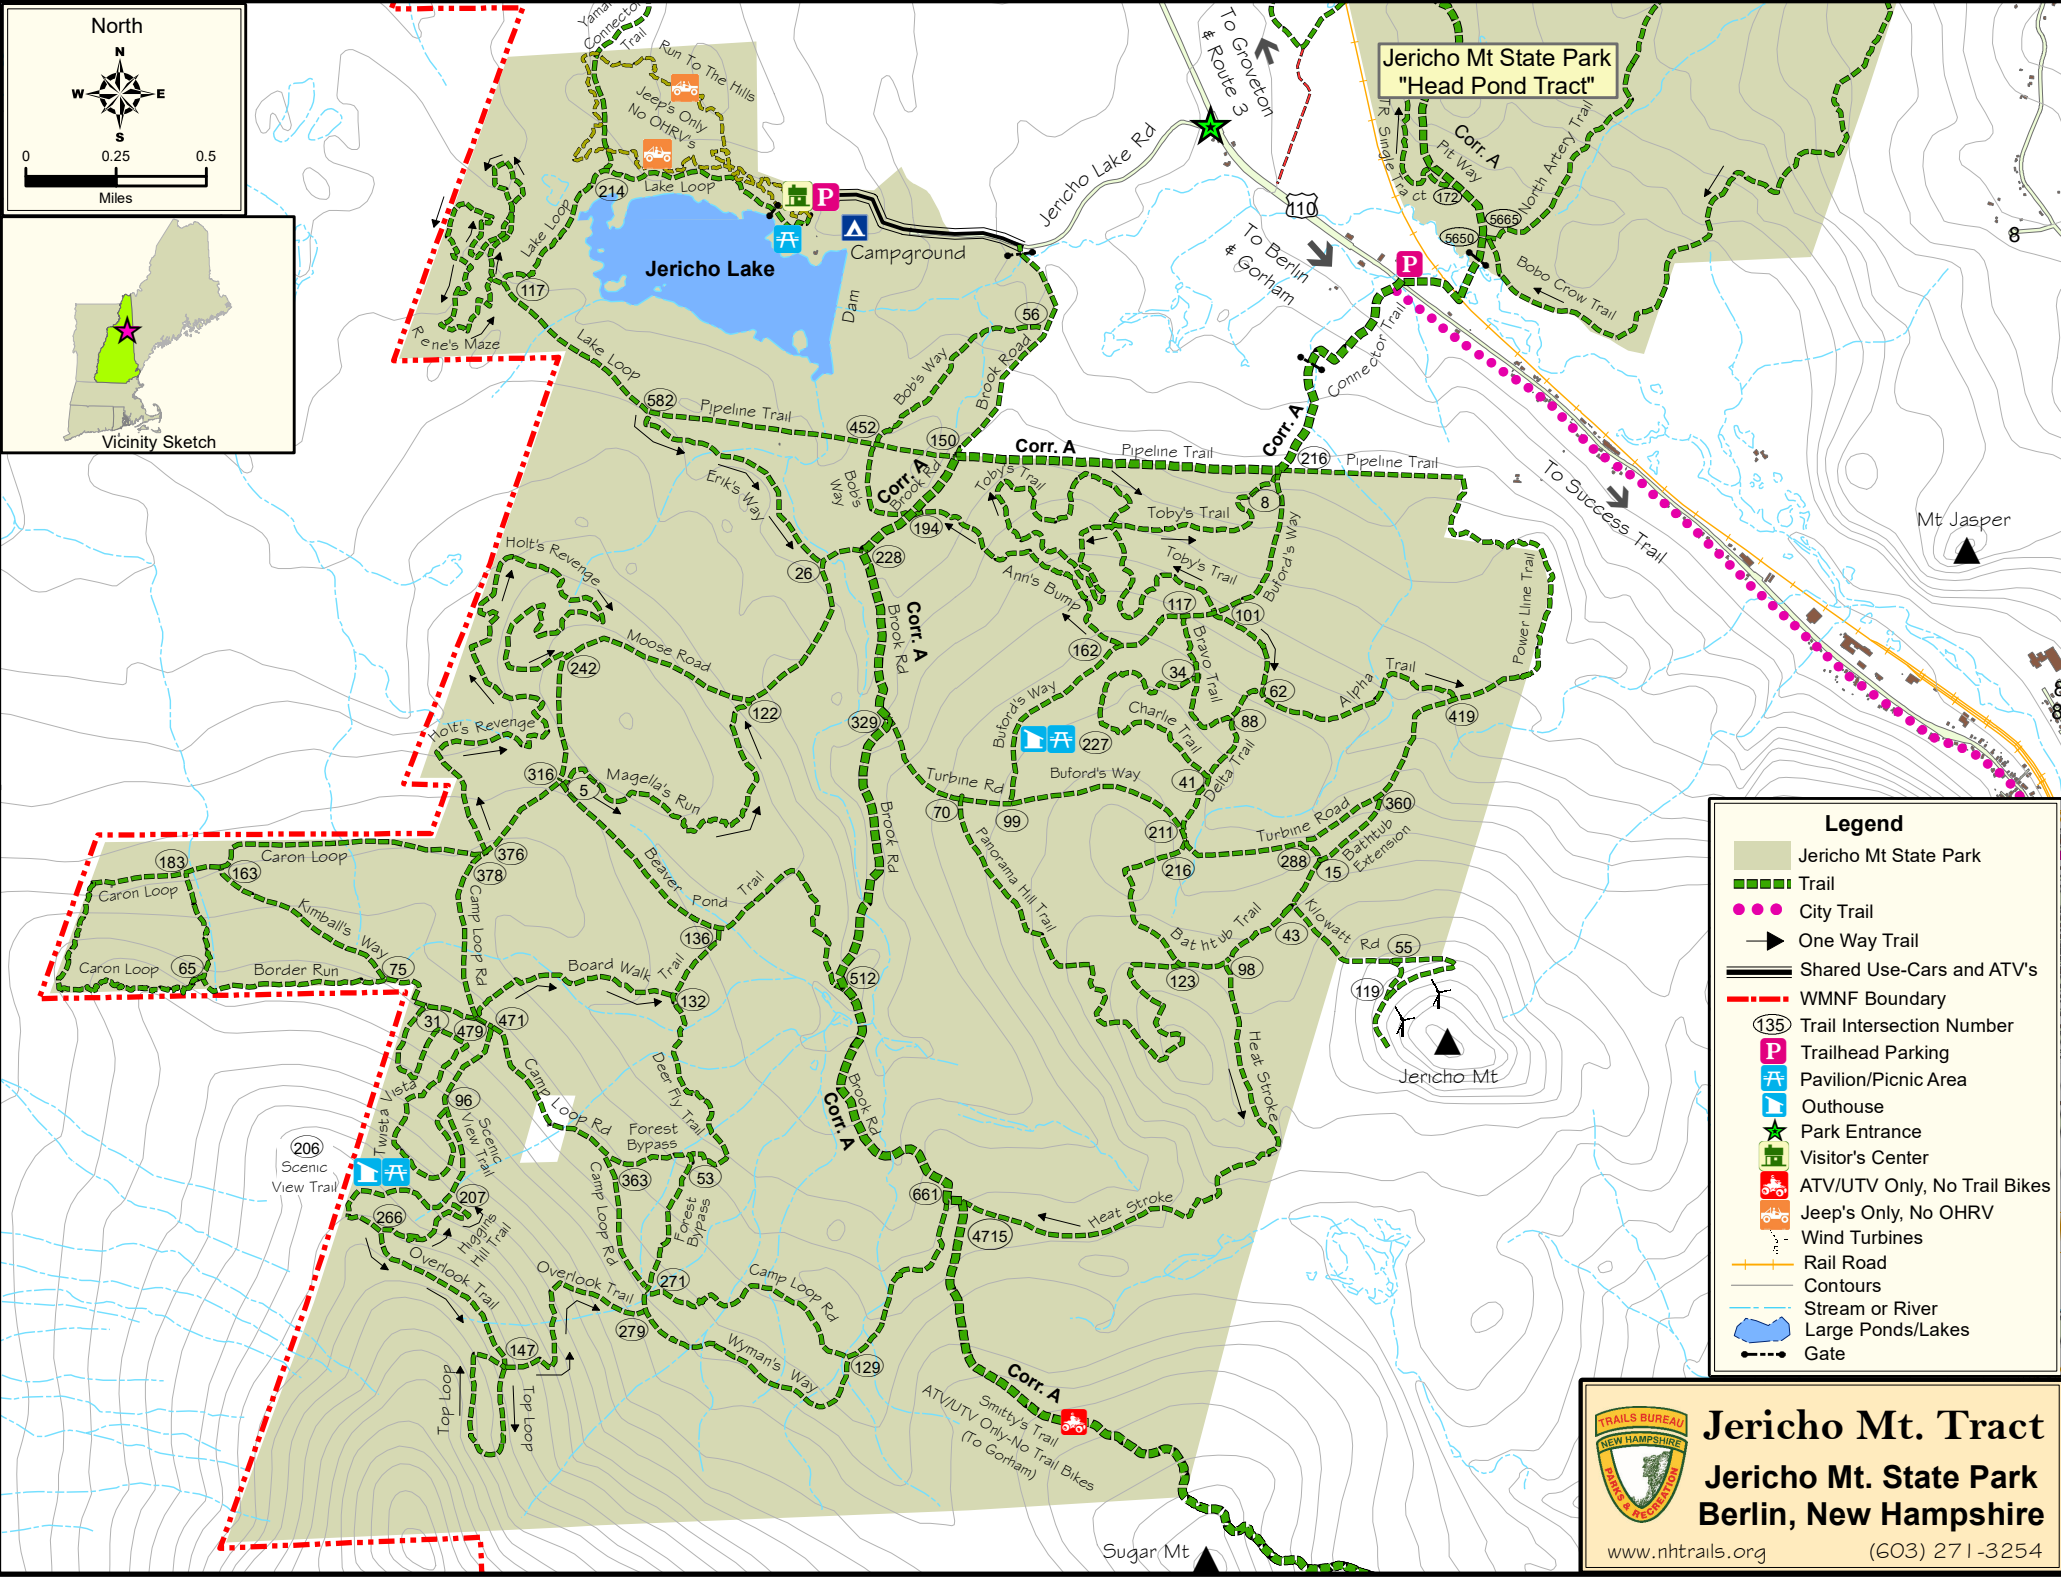 North
N
W
E
S
0
0.25
0.5
Miles
Vicinity Sketch
Yamaha
Connector
Trail
Run To The Hills
Jeep's Only
No OHRV's
214
Lake Loop
P
Campground
Jericho Lake
Dam
Lake Loop
117
Rene's Maze
Lake Loop
Jericho Lake Rd
To Groveton
& Route 3
110
To Berlin
& Gorham
Jericho Mt State Park
"Head Pond Tract"
Corr. A
Pit Way
172
North Artery Trail
5665
5650
Bobo Crow Trail
P
Connector Trail
8
To Success Trail
Mt Jasper
56
Bob's Way
Brook Road
582
Pipeline Trail
452
150
Corr. A
Pipeline Trail
Corr. A
216
Pipeline Trail
Erik's Way
Bob's
Way
Corr. A
Brook Rd
194
Toby's Trail
8
Toby's Trail
Toby's Trail
Buford's Way
228
26
Holt's Revenge
Ann's Bump
117
101
Power Line Trail
Corr. A
Brook Rd
162
Bravo Trail
34
242
Moose Road
122
Holt's Revenge
329
Buford's Way
227
Charlie Trail
62
88
Alpha
Trail
419
316
5
Magella's Run
Turbine Rd
Buford's Way
41
Delta Trail
70
99
211
Turbine Road
360
Bathtub
Extension
288
15
216
Brook Rd
Panorama Hill Trail
183
Caron Loop
163
Caron Loop
376
378
Kimball's Way
Camp Loop Rd
Beaver
Pond
Trail
136
Bathtub Trail
43
Kilowatt
Rd
55
119
98
123
Caron Loop
65
Border Run
75
Board Walk Trail
132
512
31
479
471
Jericho Mt
Heat Stroke
Camp Loop Rd
Deer Fly Trail
Twista Vista
96
Scenic
View Trail
206
Scenic
View Trail
Forest
Bypass
363
53
Corr. A
Brook Rd
207
266
Higgins
Hill Trail
Camp Loop Rd
Forest
Bypass
661
4715
Heat Stroke
Overlook Trail
Overlook Trail
271
Camp Loop Rd
279
147
Wyman's Way
129
Top Loop
Top Loop
Corr. A
Smitty's Trail
ATV/UTV Only-No Trail Bikes
(To Gorham)
Sugar Mt
Legend
Jericho Mt State Park
Trail
City Trail
One Way Trail
Shared Use-Cars and ATV's
WMNF Boundary
135
Trail Intersection Number
P
Trailhead Parking
Pavilion/Picnic Area
Outhouse
Park Entrance
Visitor's Center
ATV/UTV Only, No Trail Bikes
Jeep's Only, No OHRV
Wind Turbines
Rail Road
Contours
Stream or River
Large Ponds/Lakes
Gate
TRAILS BUREAU
NEW HAMPSHIRE
PARKS & RECREATION
Jericho Mt. Tract
Jericho Mt. State Park
Berlin, New Hampshire
www.nhtrails.org
(603) 271-3254